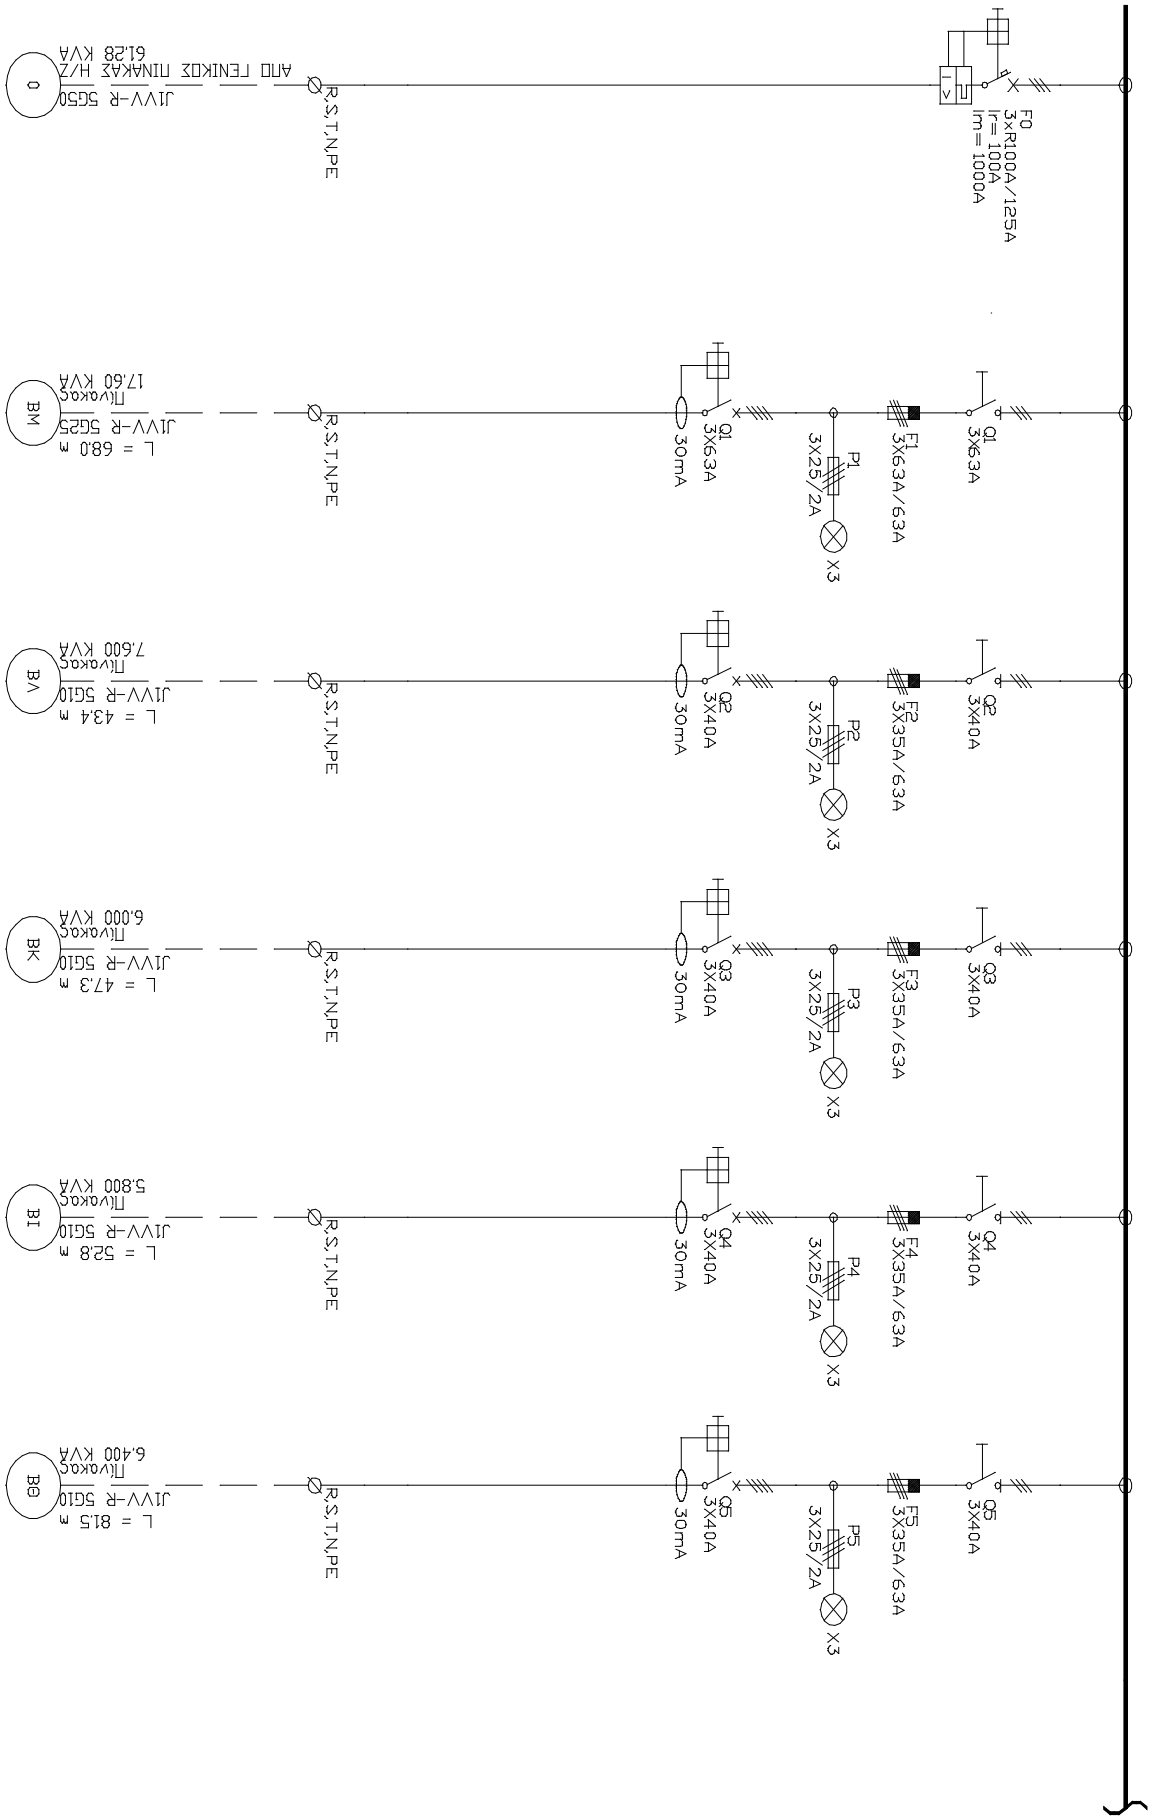 61.28 KVA
ΑΠΟ ΓΕΝΙΚΟΣ ΠΙΝΑΚΑΣ Η/Ζ
0
J1VV-R 5G50
R,S,T,N,PE
F0
3xR100A/125A
Ir= 100A
Im= 1000A
I
<
17.60 KVA
Πίνακας
BM
J1VV-R 5G25
L = 68.0 m
R,S,T,N,PE
30mA
Q1
3X63A
P1
3X25/2A
X3
F1
3X63A/63A
Q1
3X63A
7.600 KVA
Πίνακας
ΒΛ
J1VV-R 5G10
L = 43.4 m
R,S,T,N,PE
30mA
Q2
3X40A
P2
3X25/2A
X3
F2
3X35A/63A
Q2
3X40A
6.000 KVA
Πίνακας
BK
J1VV-R 5G10
L = 47.3 m
R,S,T,N,PE
30mA
Q3
3X40A
P3
3X25/2A
X3
F3
3X35A/63A
Q3
3X40A
5.800 KVA
Πίνακας
BI
J1VV-R 5G10
L = 52.8 m
R,S,T,N,PE
30mA
Q4
3X40A
P4
3X25/2A
X3
F4
3X35A/63A
Q4
3X40A
6.400 KVA
Πίνακας
ΒΘ
J1VV-R 5G10
L = 81.5 m
R,S,T,N,PE
30mA
Q5
3X40A
P5
3X25/2A
X3
F5
3X35A/63A
Q5
3X40A